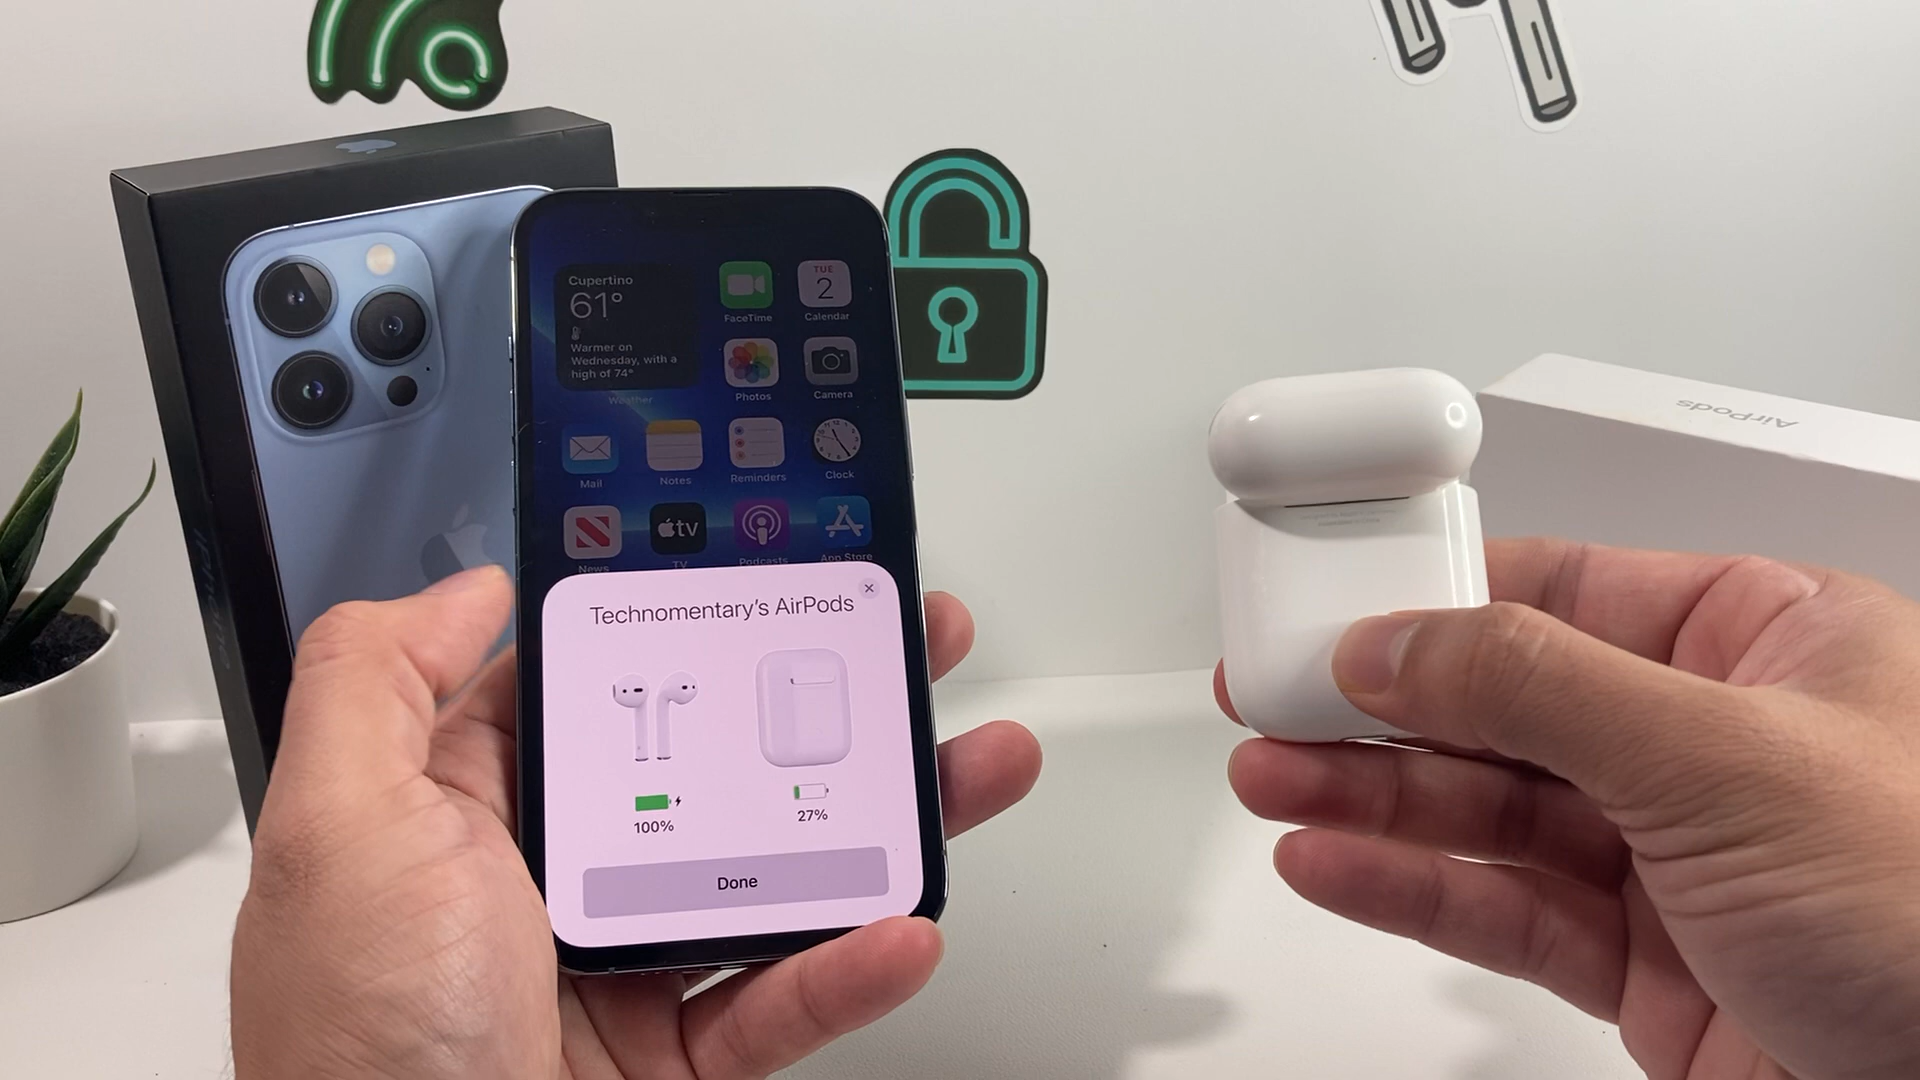 Cupertino
61°
Warmer on
Wednesday, with a
high of 74°
Weather
FaceTime
TUE
2
Calendar
Photos
Camera
Mail
Notes
Reminders
Clock
News
tv
TV
Podcasts
App Store
Technomentary's AirPods
100%
27%
Done
AirPods
iPhone